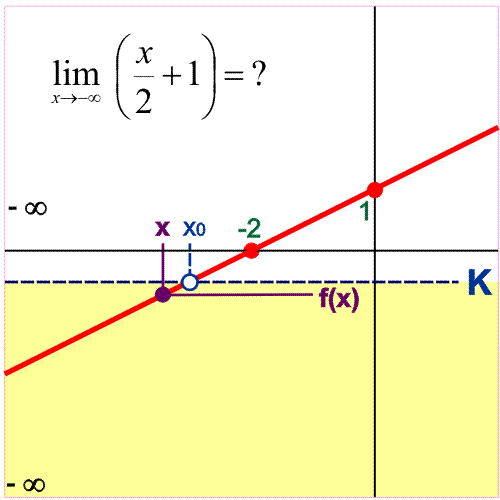 lim x→-∞ (x/2 + 1) = ?
- ∞
1
x x0 -2
K
f(x)
- ∞